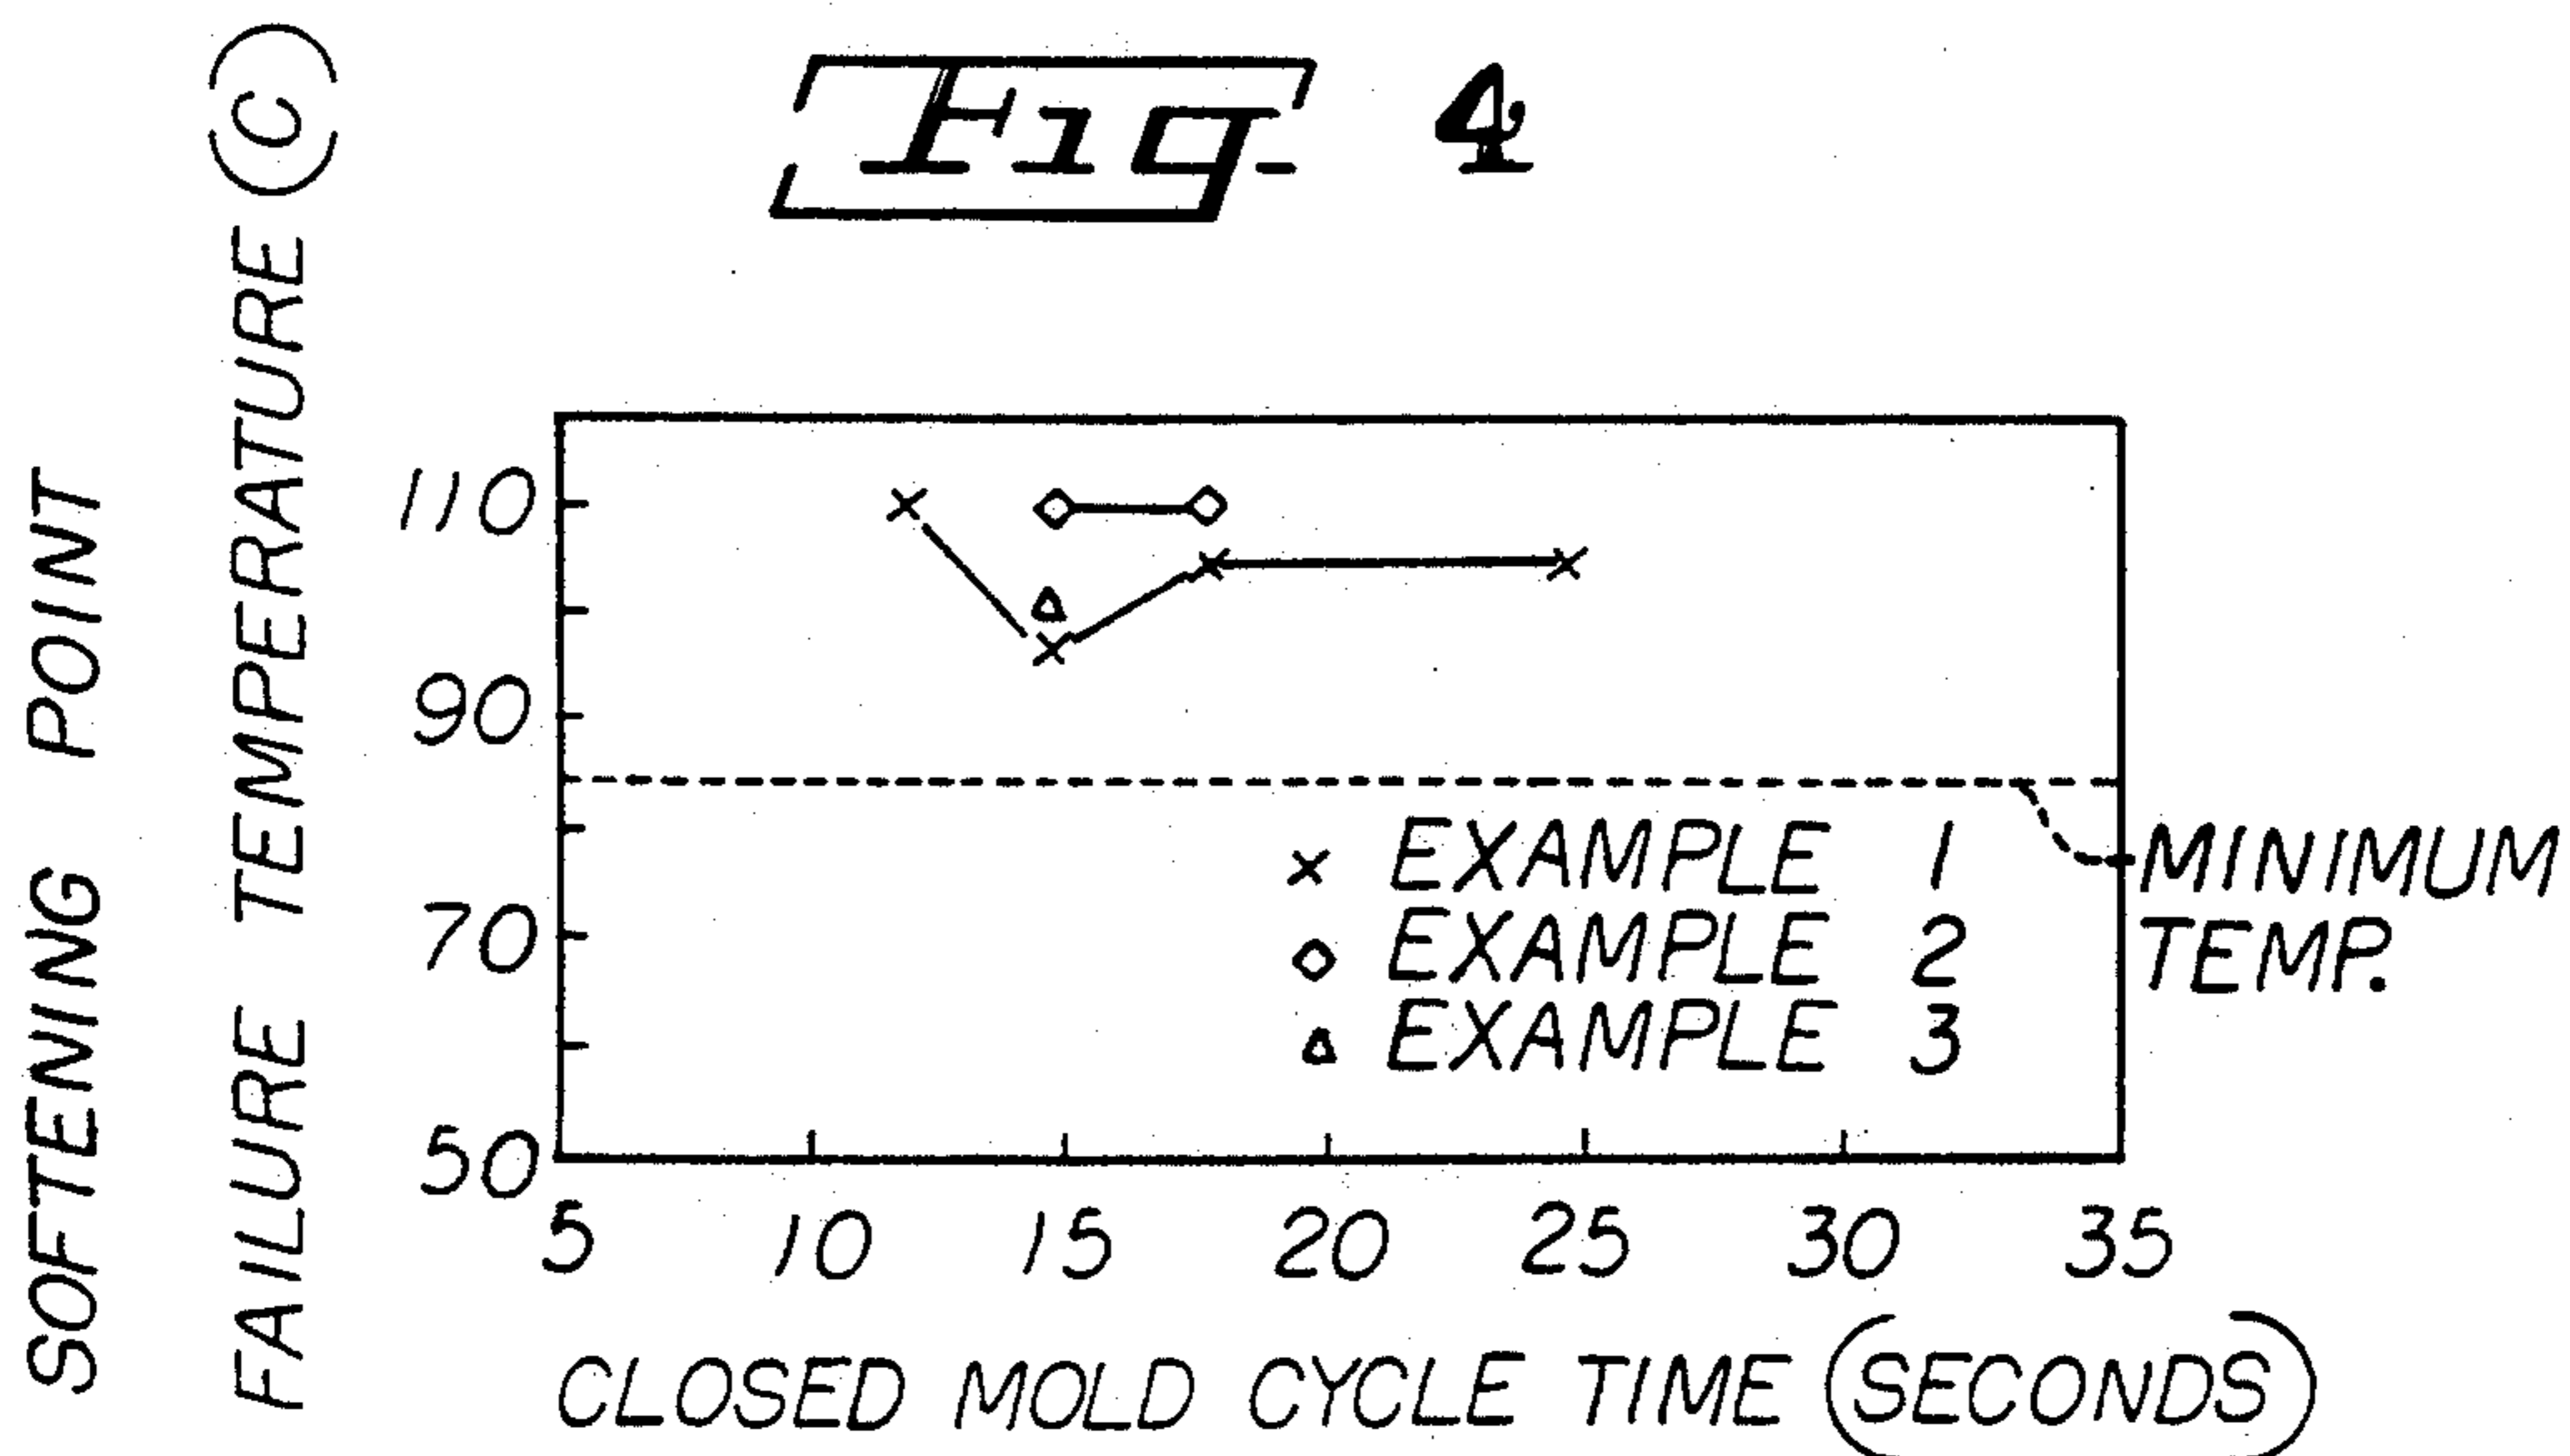 Fig. 4
SOFTENING POINT
FAILURE TEMPERATURE (C)
110
90
70
50
× EXAMPLE 1
◇ EXAMPLE 2
△ EXAMPLE 3
MINIMUM
TEMP.
5 10 15 20 25 30 35
CLOSED MOLD CYCLE TIME (SECONDS)